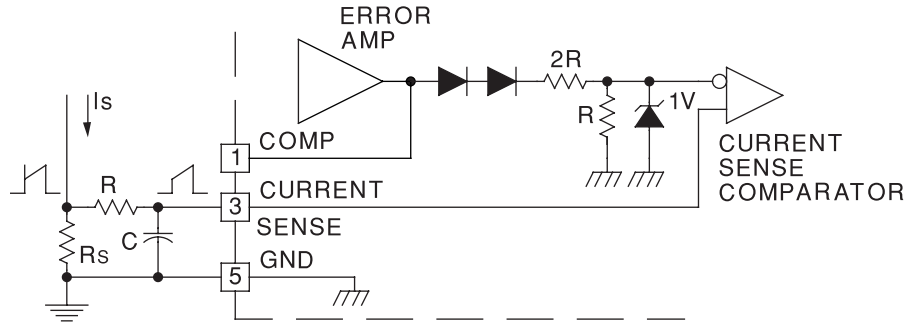 ERROR
AMP
2R
Is
R
1V
1
COMP
CURRENT
SENSE
COMPARATOR
R
3
CURRENT
SENSE
Rs
C
5
GND